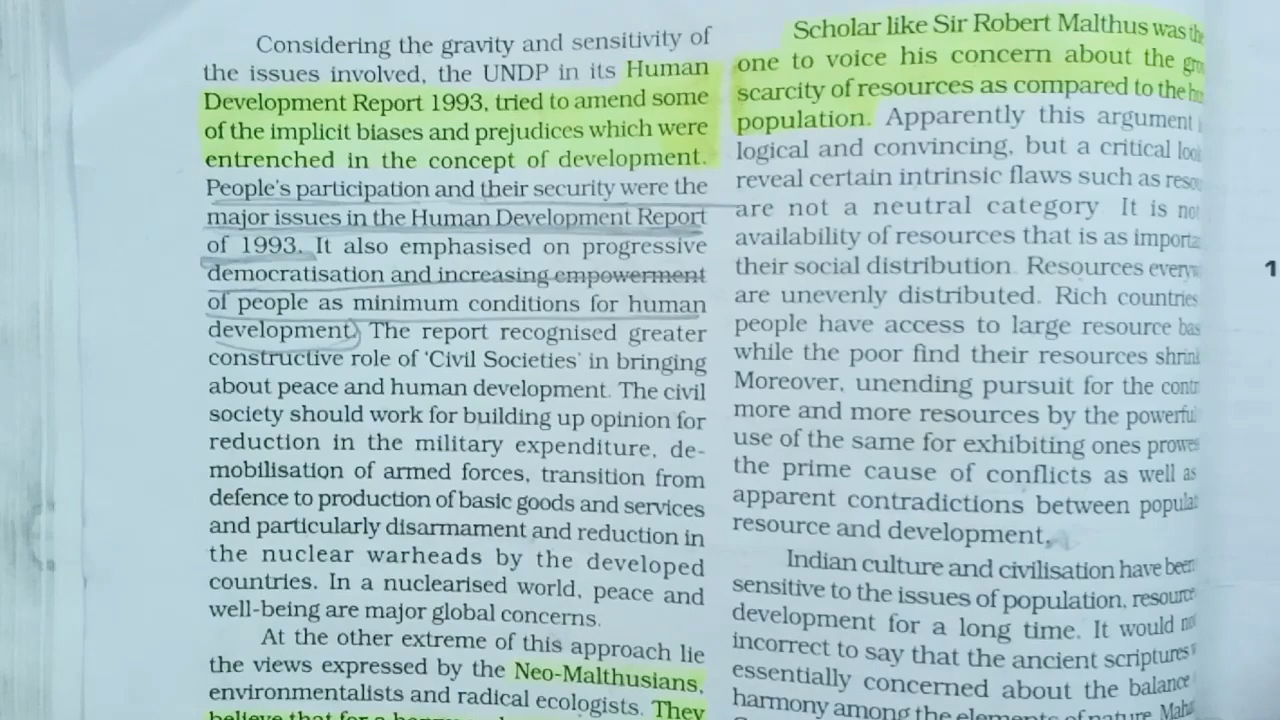 Considering the gravity and sensitivity of
the issues involved, the UNDP in its Human
Development Report 1993, tried to amend some
of the implicit biases and prejudices which were
entrenched in the concept of development.
People's participation and their security were the
major issues in the Human Development Report
of 1993. It also emphasised on progressive
democratisation and increasing empowerment
of people as minimum conditions for human
development. The report recognised greater
constructive role of 'Civil Societies' in bringing
about peace and human development. The civil
society should work for building up opinion for
reduction in the military expenditure, de-
mobilisation of armed forces, transition from
defence to production of basic goods and services
and particularly disarmament and reduction in
the nuclear warheads by the developed
countries. In a nuclearised world, peace and
well-being are major global concerns.
At the other extreme of this approach lie
the views expressed by the Neo-Malthusians,
environmentalists and radical ecologists. They
believe that for a
Scholar like Sir Robert Malthus was the
one to voice his concern about the
scarcity of resources as compared to the
population. Apparently this argument
logical and convincing, but a critical
reveal certain intrinsic flaws such as
are not a neutral category. It is not
availability of resources that is as
their social distribution. Resources
are unevenly distributed. Rich countries
people have access to large resource
while the poor find their resources
Moreover, unending pursuit for the
more and more resources by the
use of the same for exhibiting ones
the prime cause of conflicts as well as
apparent contradictions between
resource and development.
Indian culture and civilisation have been
sensitive to the issues of population,
development for a long time. It would
incorrect to say that the ancient scriptures
essentially concerned about the balance
harmony among the elements of nature.
1